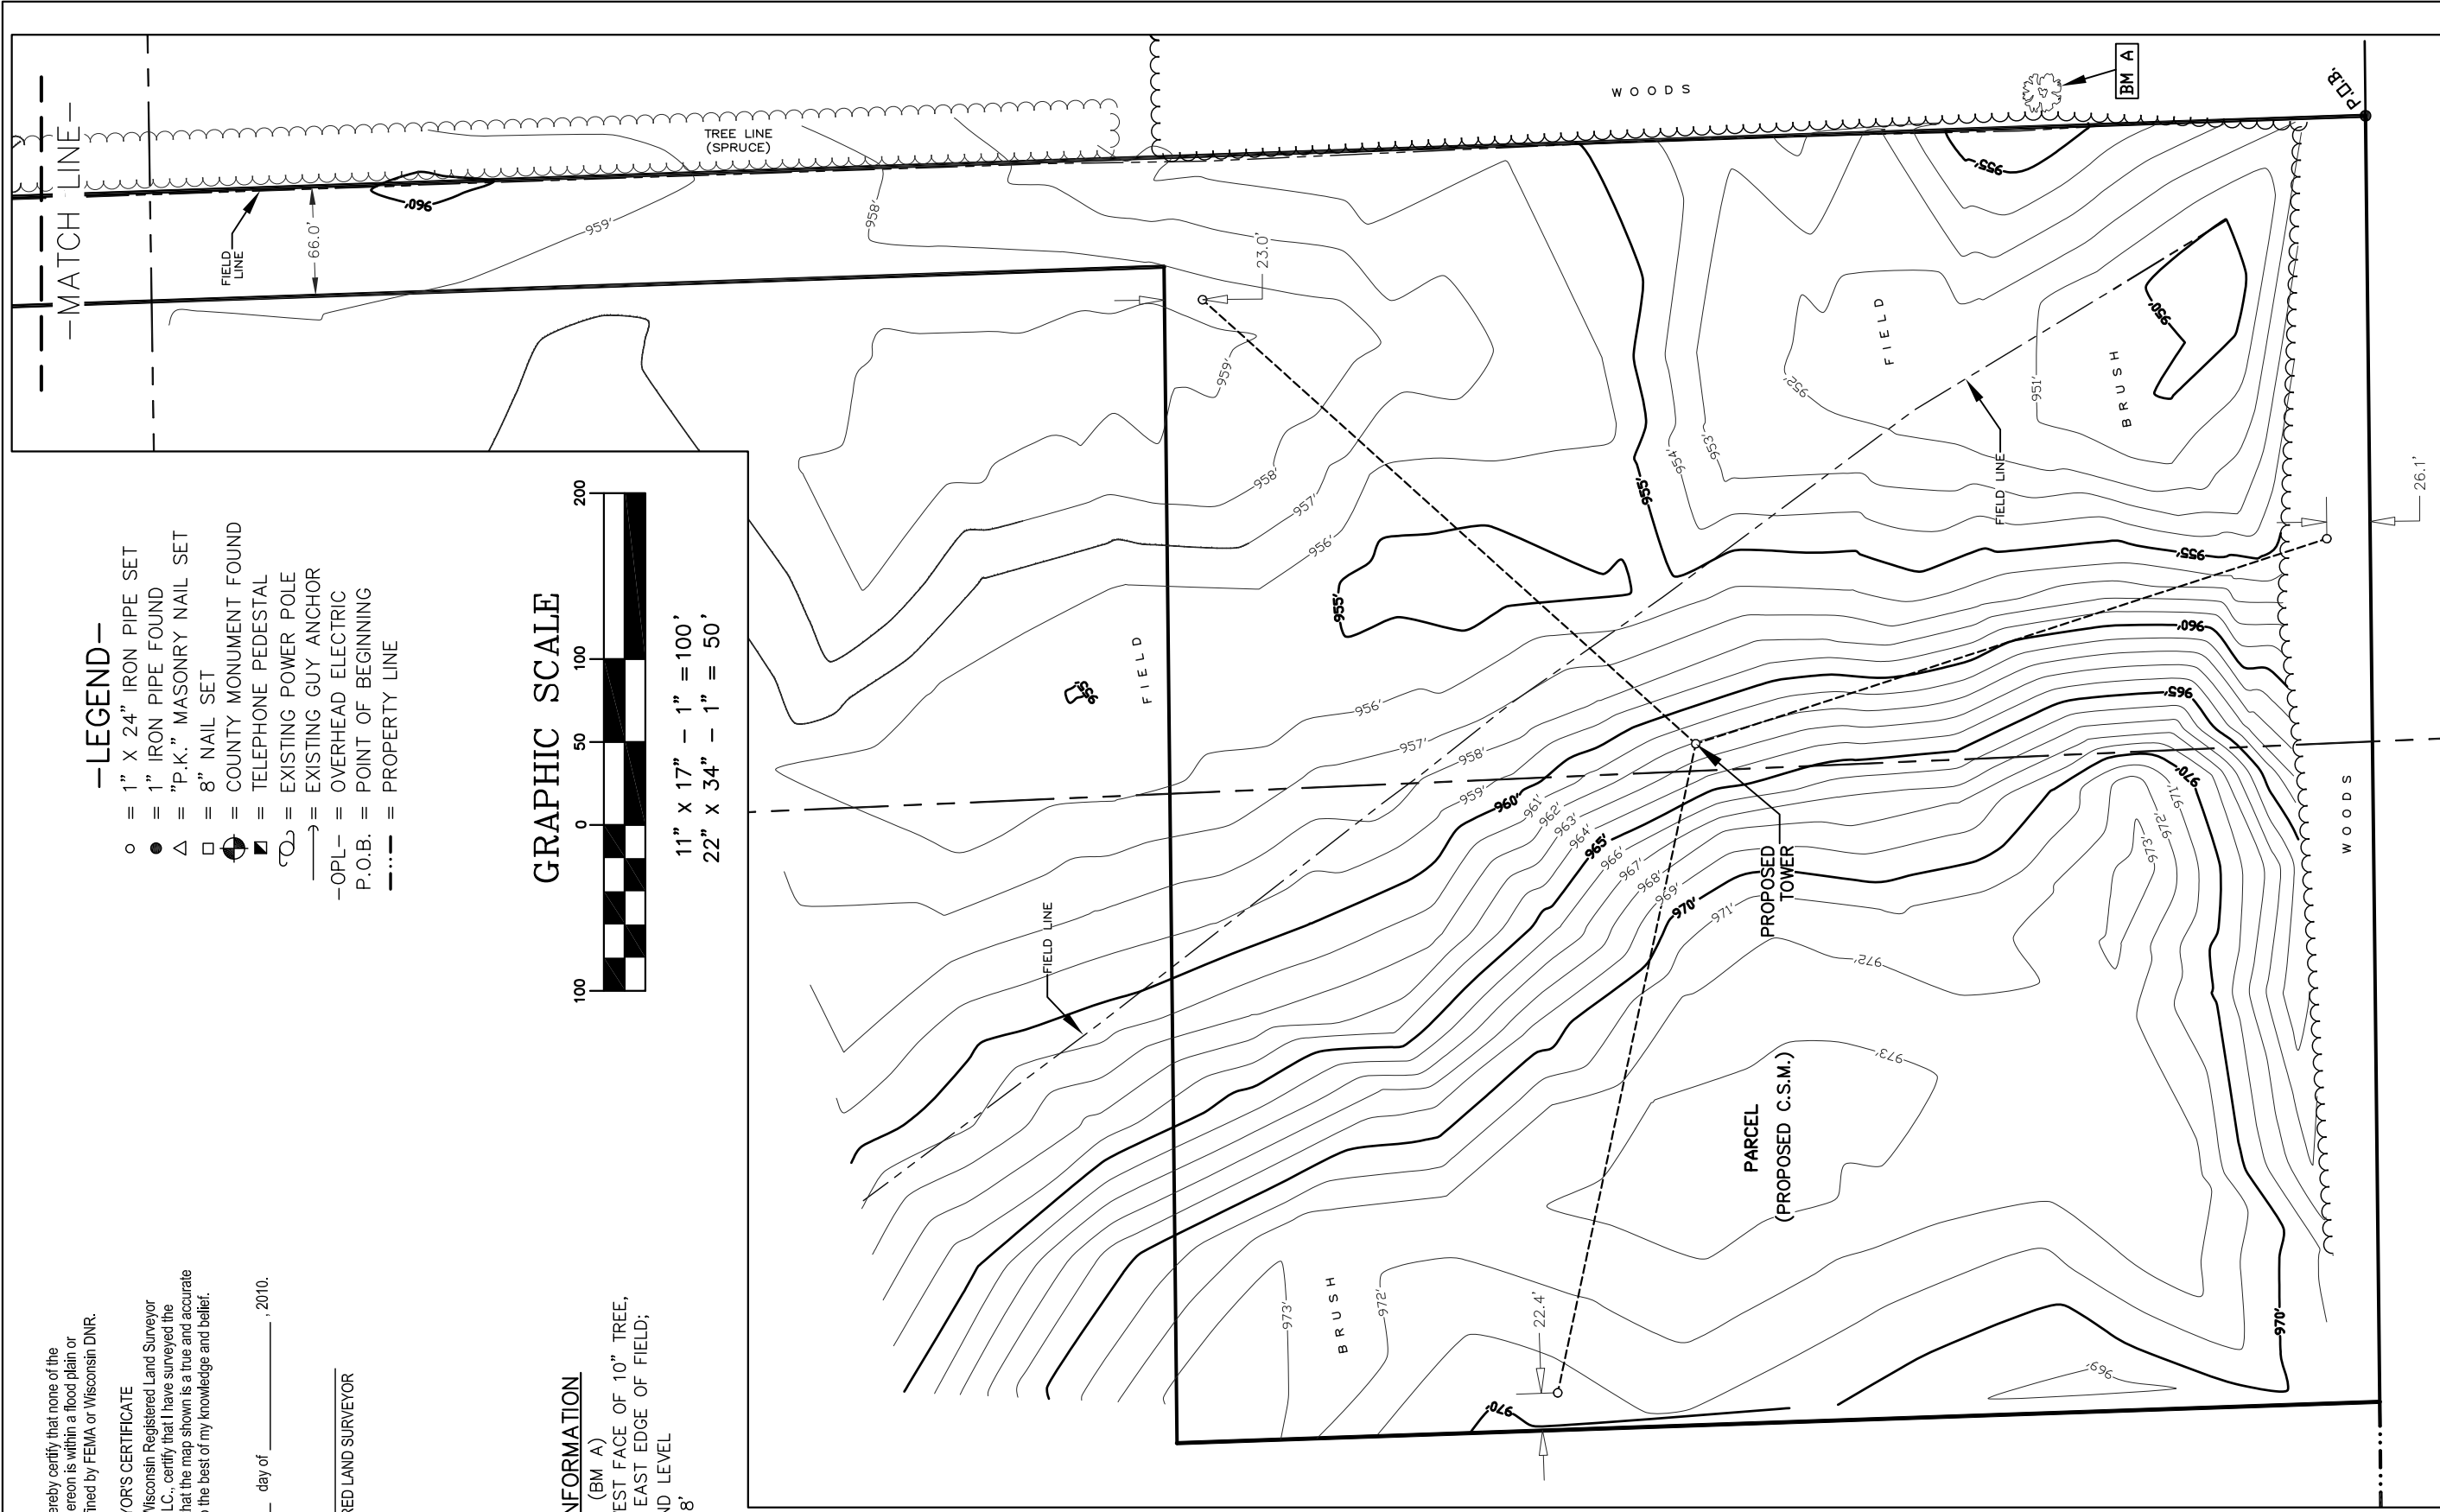 -MATCH LINE-
TREE LINE
(SPRUCE)
WOODS
BM A
P.O.B.
FIELD
LINE
66.0'
960'
959'
958'
23.0'
959'
958'
957'
956'
955'
955'
954'
953'
955'
952'
951'
950'
FIELD
BRUSH
FIELD LINE
26.1'
955'
960'
965'
970'
971'
972'
973'
WOODS
955'
FIELD
956'
957'
958'
959'
960'
961'
962'
963'
964'
965'
966'
967'
968'
969'
970'
971'
972'
973'
FIELD LINE
PROPOSED
TOWER
PARCEL
(PROPOSED C.S.M.)
973'
972'
BRUSH
22.4'
970'
969'
970'
-LEGEND-
= 1" X 24" IRON PIPE SET
= 1" IRON PIPE FOUND
= "P.K." MASONRY NAIL SET
= 8" NAIL SET
= COUNTY MONUMENT FOUND
= TELEPHONE PEDESTAL
= EXISTING POWER POLE
= EXISTING GUY ANCHOR
-OPL- = OVERHEAD ELECTRIC
P.O.B. = POINT OF BEGINNING
= PROPERTY LINE
GRAPHIC SCALE
100 0 50 100 200
11" X 17" - 1" = 100'
22" X 34" - 1" = 50'
ereby certify that none of the
ereon is within a flood plain or
fined by FEMA or Wisconsin DNR.
YOR'S CERTIFICATE
Wisconsin Registered Land Surveyor
LC., certify that I have surveyed the
hat the map shown is a true and accurate
o the best of my knowledge and belief.
day of , 2010.
RED LAND SURVEYOR
NFORMATION
(BM A)
EST FACE OF 10" TREE,
EAST EDGE OF FIELD;
ND LEVEL
8'